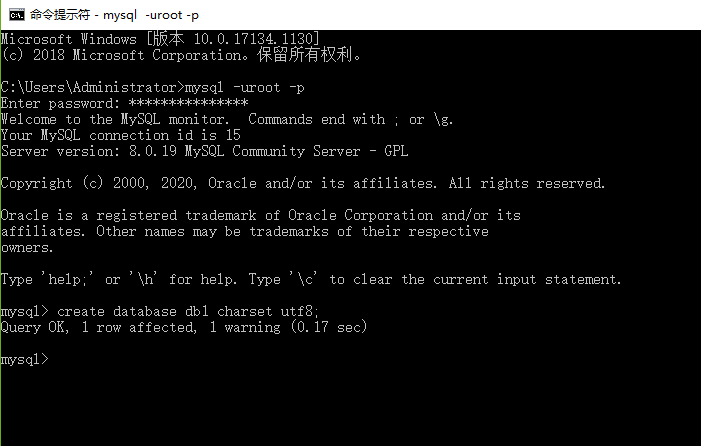 命令提示符 - mysql  -uroot -p
Microsoft Windows [版本 10.0.17134.1130]
(c) 2018 Microsoft Corporation。保留所有权利。
C:\Users\Administrator>mysql -uroot -p
Enter password: ***************
Welcome to the MySQL monitor.  Commands end with ; or \g.
Your MySQL connection id is 15
Server version: 8.0.19 MySQL Community Server - GPL
Copyright (c) 2000, 2020, Oracle and/or its affiliates. All rights reserved.
Oracle is a registered trademark of Oracle Corporation and/or its
affiliates. Other names may be trademarks of their respective
owners.
Type 'help;' or '\h' for help. Type '\c' to clear the current input statement.
mysql> create database db1 charset utf8;
Query OK, 1 row affected, 1 warning (0.17 sec)
mysql>